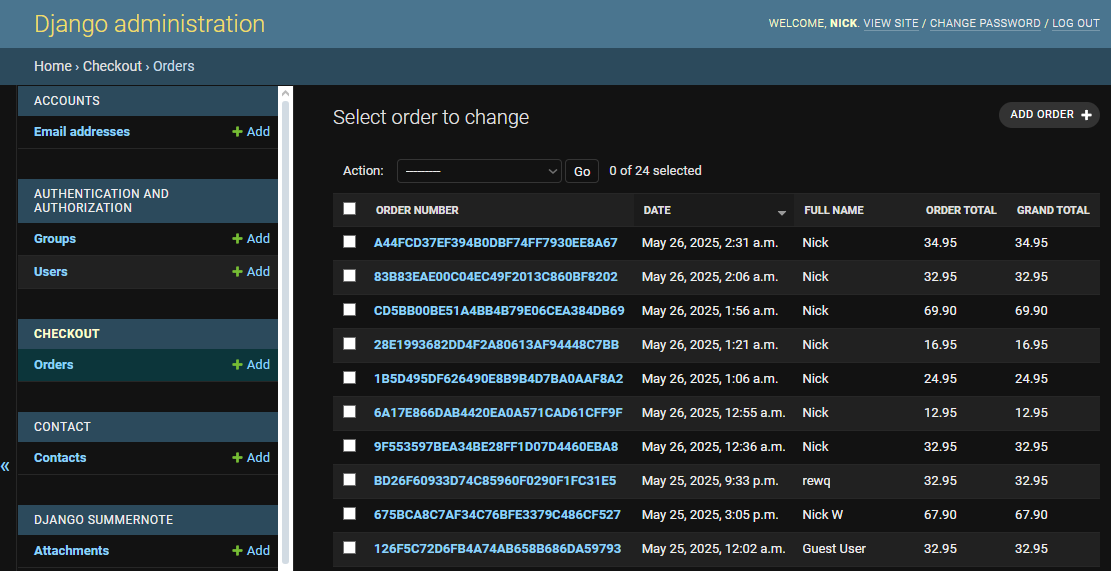 Django administration
WELCOME, NICK. VIEW SITE / CHANGE PASSWORD / LOG OUT
Home › Checkout › Orders
ACCOUNTS
Email addresses + Add
AUTHENTICATION AND
AUTHORIZATION
Groups + Add
Users + Add
CHECKOUT
Orders + Add
CONTACT
Contacts + Add
DJANGO SUMMERNOTE
Attachments + Add
«
Select order to change
ADD ORDER +
Action: --------- Go 0 of 24 selected
ORDER NUMBER DATE FULL NAME ORDER TOTAL GRAND TOTAL
A44FCD37EF394B0DBF74FF7930EE8A67 May 26, 2025, 2:31 a.m. Nick 34.95 34.95
83B83EAE00C04EC49F2013C860BF8202 May 26, 2025, 2:06 a.m. Nick 32.95 32.95
CD5BB00BE51A4BB4B79E06CEA384DB69 May 26, 2025, 1:56 a.m. Nick 69.90 69.90
28E1993682DD4F2A80613AF94448C7BB May 26, 2025, 1:21 a.m. Nick 16.95 16.95
1B5D495DF626490E8B9B4D7BA0AAF8A2 May 26, 2025, 1:06 a.m. Nick 24.95 24.95
6A17E866DAB4420EA0A571CAD61CFF9F May 26, 2025, 12:55 a.m. Nick 12.95 12.95
9F553597BEA34BE28FF1D07D4460EBA8 May 26, 2025, 12:36 a.m. Nick 32.95 32.95
BD26F60933D74C85960F0290F1FC31E5 May 25, 2025, 9:33 p.m. rewq 32.95 32.95
675BCA8C7AF34C76BFE3379C486CF527 May 25, 2025, 3:05 p.m. Nick W 67.90 67.90
126F5C72D6FB4A74AB658B686DA59793 May 25, 2025, 12:02 a.m. Guest User 32.95 32.95